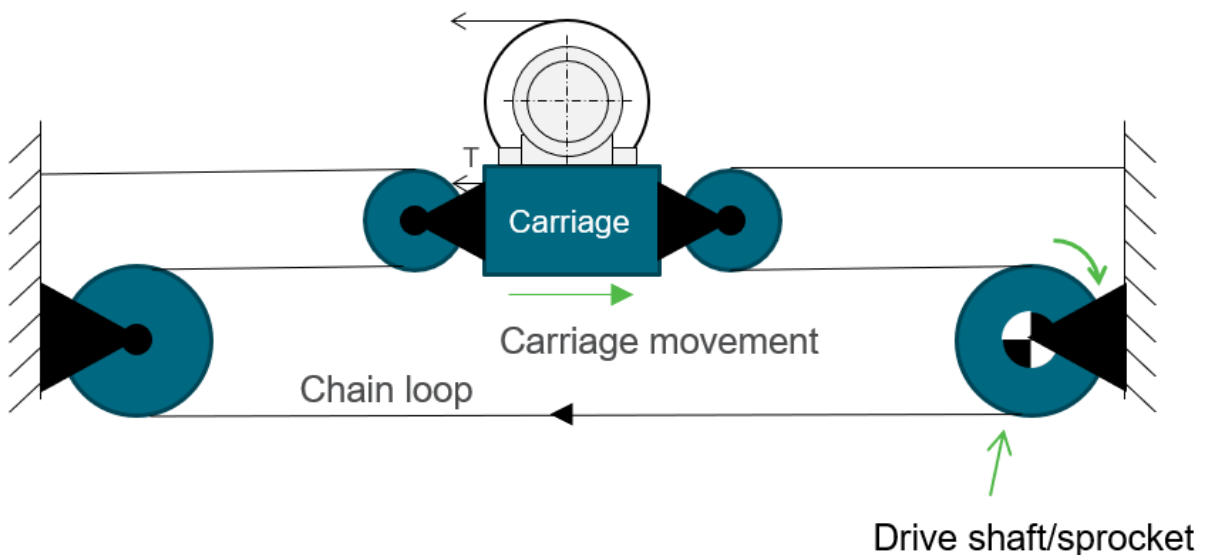 T
Carriage
Carriage movement
Chain loop
Drive shaft/sprocket